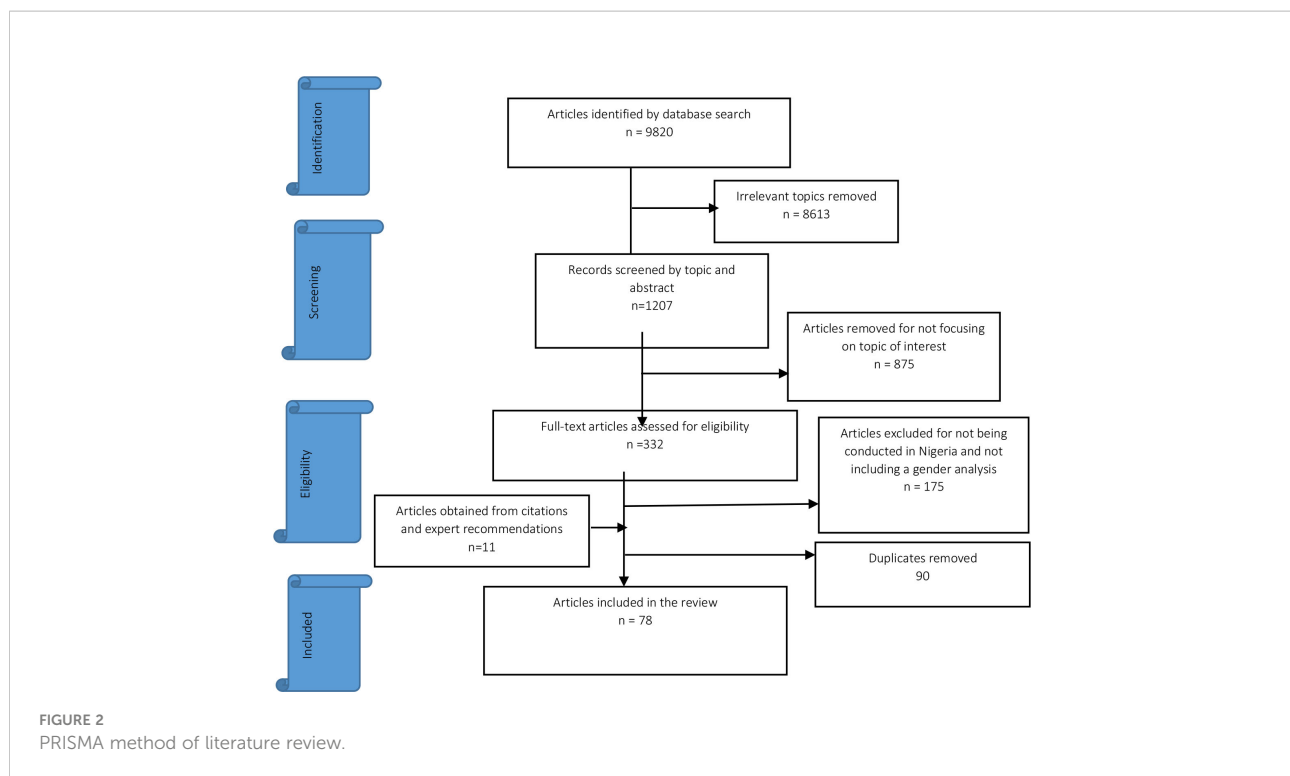 Identification
Articles identified by database search
n = 9820
Irrelevant topics removed
n = 8613
Screening
Records screened by topic and
abstract
n=1207
Articles removed for not focusing
on topic of interest
n = 875
Eligibility
Full-text articles assessed for eligibility
n =332
Articles excluded for not being
conducted in Nigeria and not
including a gender analysis
n = 175
Articles obtained from citations
and expert recommendations
n=11
Duplicates removed
90
Included
Articles included in the review
n = 78
FIGURE 2
PRISMA method of literature review.